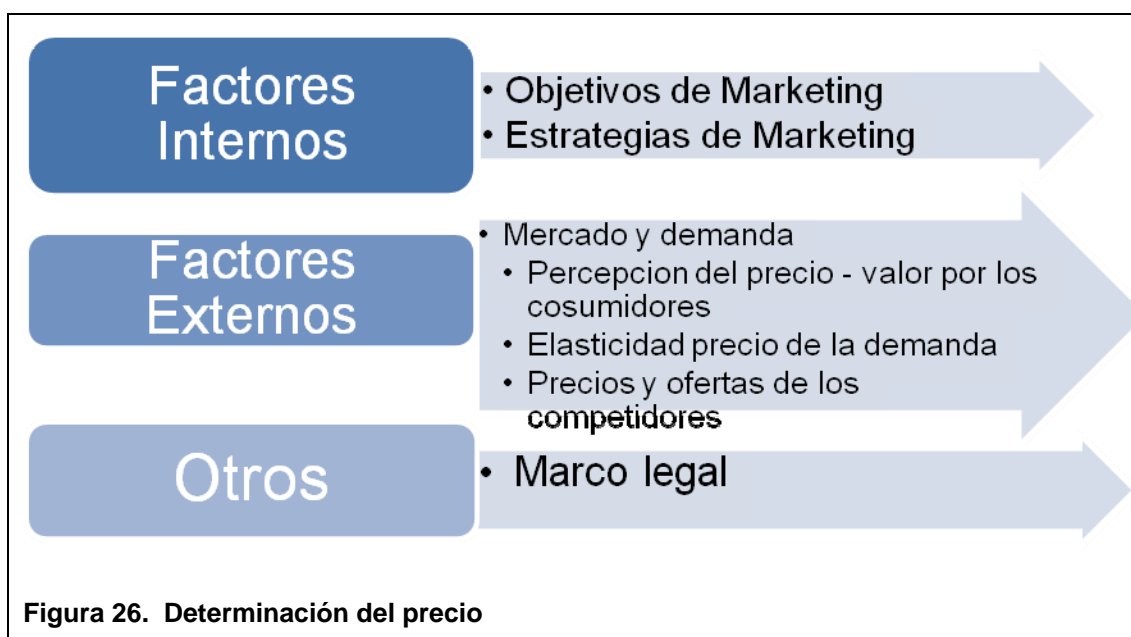 Factores
Internos
• Objetivos de Marketing
• Estrategias de Marketing
Factores
Externos
• Mercado y demanda
• Percepcion del precio - valor por los
cosumidores
• Elasticidad precio de la demanda
• Precios y ofertas de los
competidores
Otros
• Marco legal
Figura 26. Determinación del precio